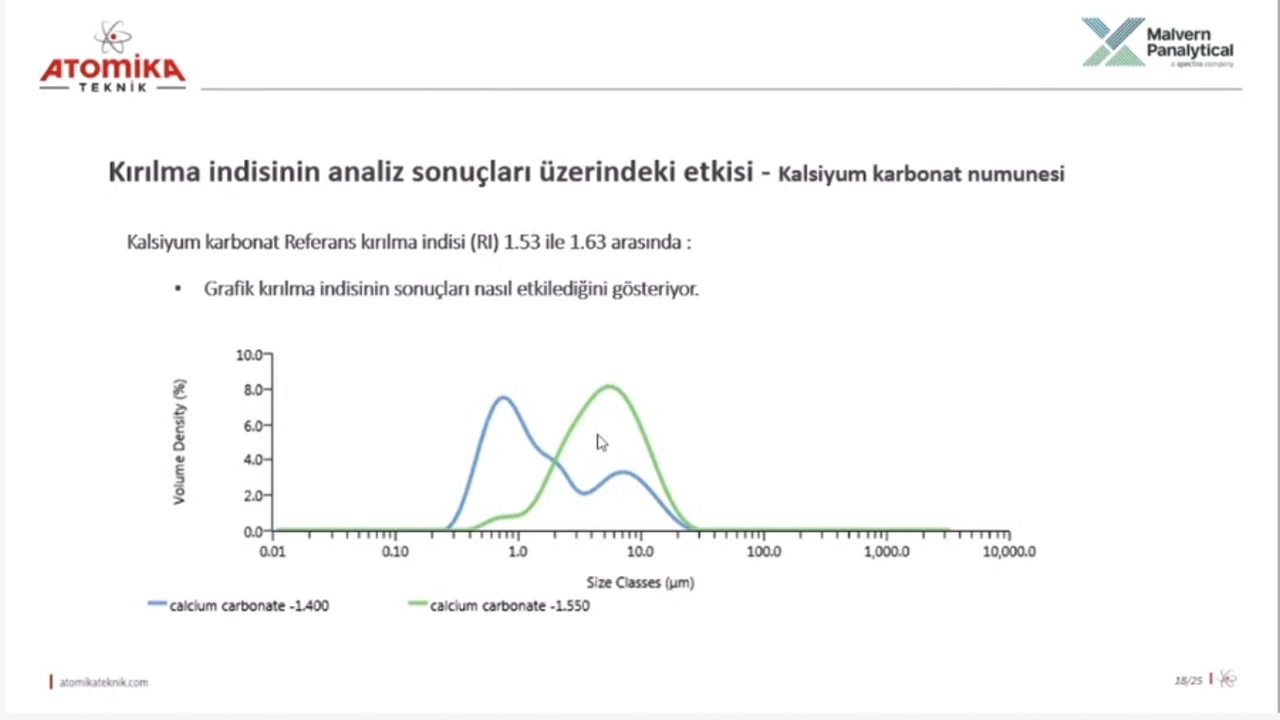 ATOMİKA
TEKNİK
Malvern
Panalytical
a spectris company
Kırılma indisinin analiz sonuçları üzerindeki etkisi - Kalsiyum karbonat numunesi
Kalsiyum karbonat Referans kırılma indisi (RI) 1.53 ile 1.63 arasında :
• Grafik kırılma indisinin sonuçları nasıl etkilediğini gösteriyor.
Volume Density (%)
10.0
8.0
6.0
4.0
2.0
0.0
0.01 0.10 1.0 10.0 100.0 1,000.0 10,000.0
Size Classes (µm)
calcium carbonate -1.400 calcium carbonate -1.550
atomikateknik.com
18/25